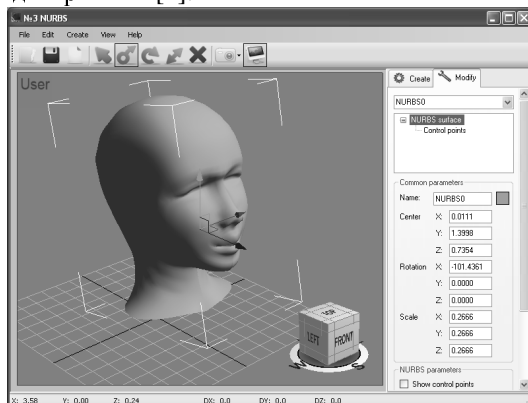 №3 NURBS
File Edit Create View Help
User
Create Modify
NURBS0
NURBS surface
Control points
Common parameters
Name: NURBS0
Center X: 0.0111
Y: 1.3998
Z: 0.7354
Rotation X: -101.4361
Y: 0.0000
Z: 0.0000
Scale X: 0.2666
Y: 0.2666
Z: 0.2666
NURBS parameters
Show control points
TOP
LEFT FRONT
W S
X: 3.58 Y: 0.00 Z: 0.24 DX: 0.0 DY: 0.0 DZ: 0.0